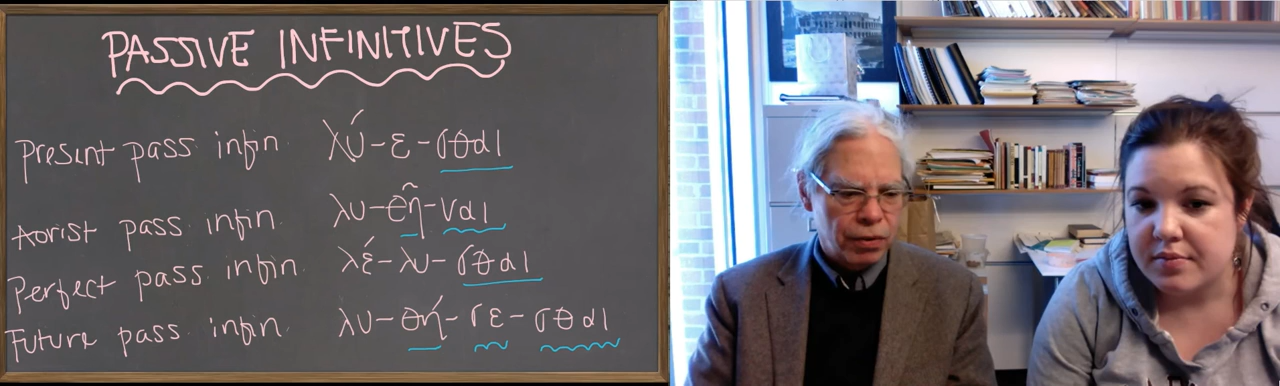 PASSIVE INFINITIVES
Present pass infin λύ-ε-σθαι
Aorist pass infin. λυ-θῆ-ναι
Perfect pass. infin. λέ-λυ-σθαι
Future pass. infin. λυ-θή-σε-σθαι